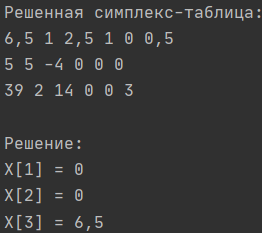 Решенная симплекс-таблица:
6,5 1 2,5 1 0 0,5
5 5 -4 0 0 0
39 2 14 0 0 3
Решение:
X[1] = 0
X[2] = 0
X[3] = 6,5